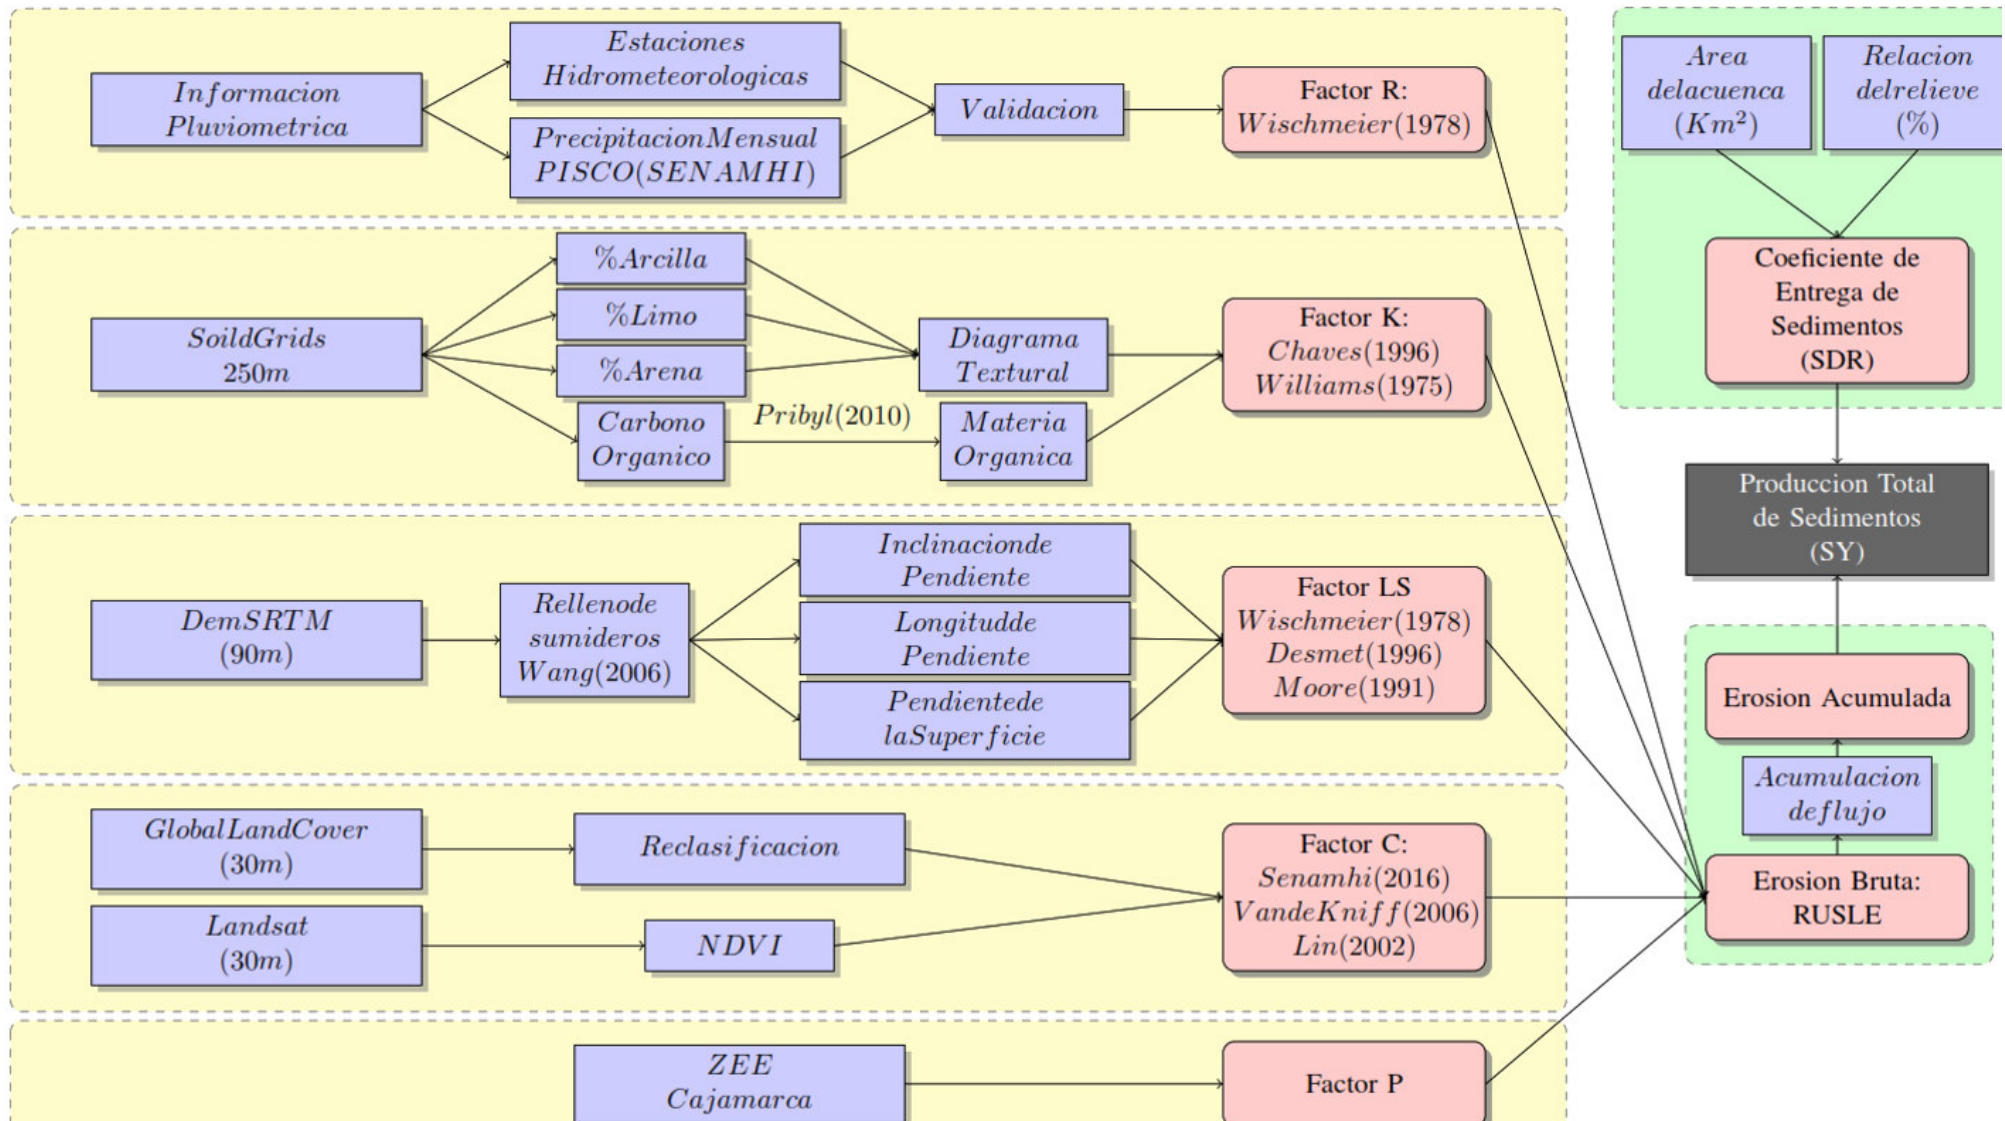 Informacion
Pluviometrica
Estaciones
Hidrometeorologicas
PrecipitacionMensual
PISCO(SENAMHI)
Validacion
Factor R:
Wischmeier(1978)
SoildGrids
250m
%Arcilla
%Limo
%Arena
Carbono
Organico
Pribyl(2010)
Diagrama
Textural
Materia
Organica
Factor K:
Chaves(1996)
Williams(1975)
DemSRTM
(90m)
Rellenode
sumideros
Wang(2006)
Inclinacionde
Pendiente
Longitudde
Pendiente
Pendientede
laSuperficie
Factor LS
Wischmeier(1978)
Desmet(1996)
Moore(1991)
GlobalLandCover
(30m)
Reclasificacion
Landsat
(30m)
NDVI
Factor C:
Senamhi(2016)
VandeKniff(2006)
Lin(2002)
ZEE
Cajamarca
Factor P
Area
delacuenca
(Km²)
Relacion
delrelieve
(%)
Coeficiente de
Entrega de
Sedimentos
(SDR)
Produccion Total
de Sedimentos
(SY)
Erosion Acumulada
Acumulacion
deflujo
Erosion Bruta:
RUSLE